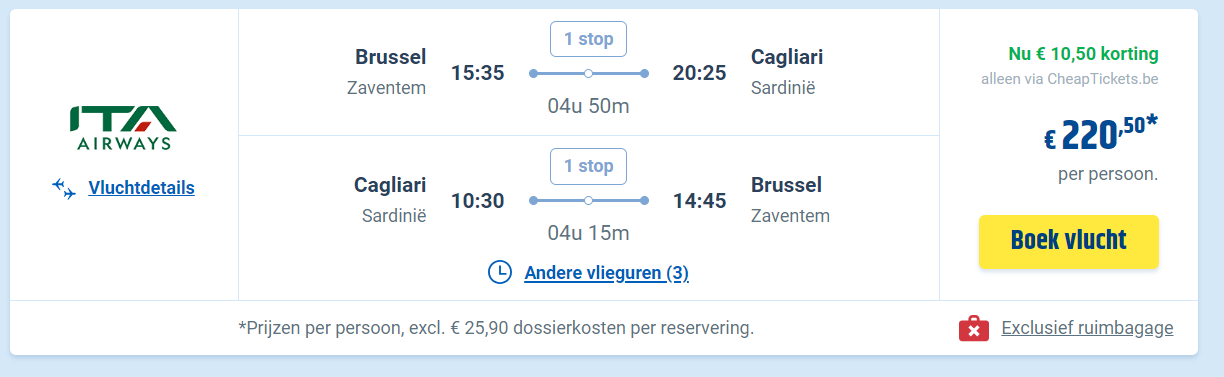 ITA
AIRWAYS
Vluchtdetails
1 stop
Brussel 15:35 20:25 Cagliari
Zaventem Sardinië
04u 50m
1 stop
Cagliari 10:30 14:45 Brussel
Sardinië Zaventem
04u 15m
Andere vlieguren (3)
Nu € 10,50 korting
alleen via CheapTickets.be
€ 220,50*
per persoon.
Boek vlucht
*Prijzen per persoon, excl. € 25,90 dossierkosten per reservering.
Exclusief ruimbagage